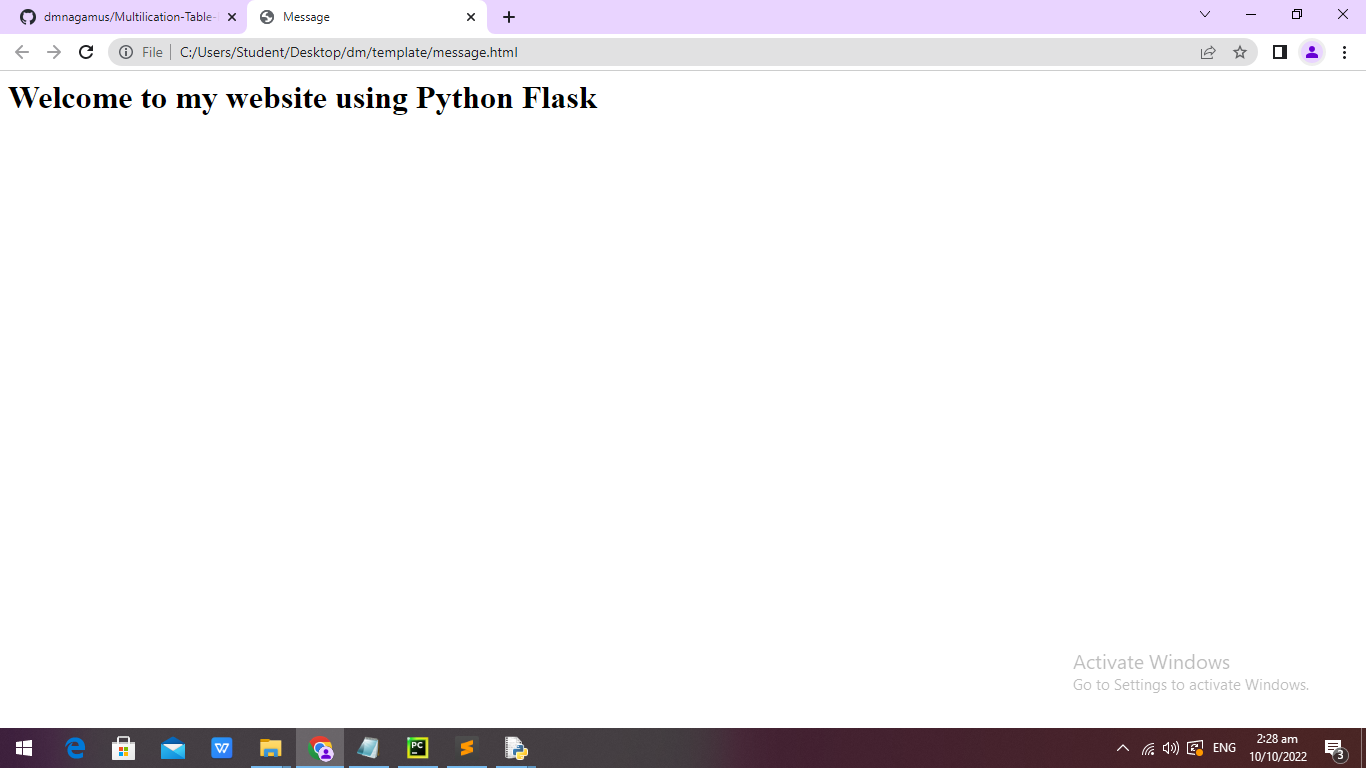 dmnagamus/Multilication-Table-
Message
File
C:/Users/Student/Desktop/dm/template/message.html
Welcome to my website using Python Flask
Activate Windows
Go to Settings to activate Windows.
W
PC
S
ENG
2:28 am
10/10/2022
3